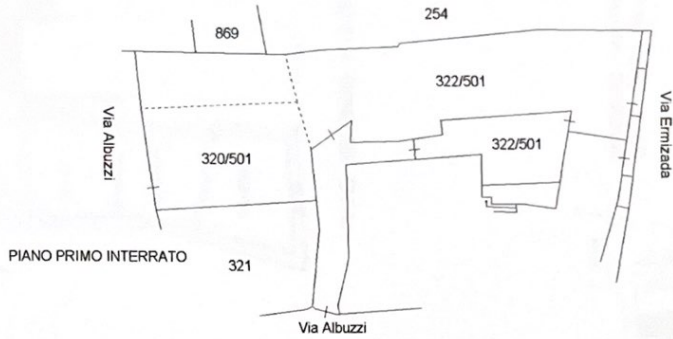 254
869
322/501
Via Albuzzi
Via Ermizada
322/501
320/501
PIANO PRIMO INTERRATO
321
Via Albuzzi